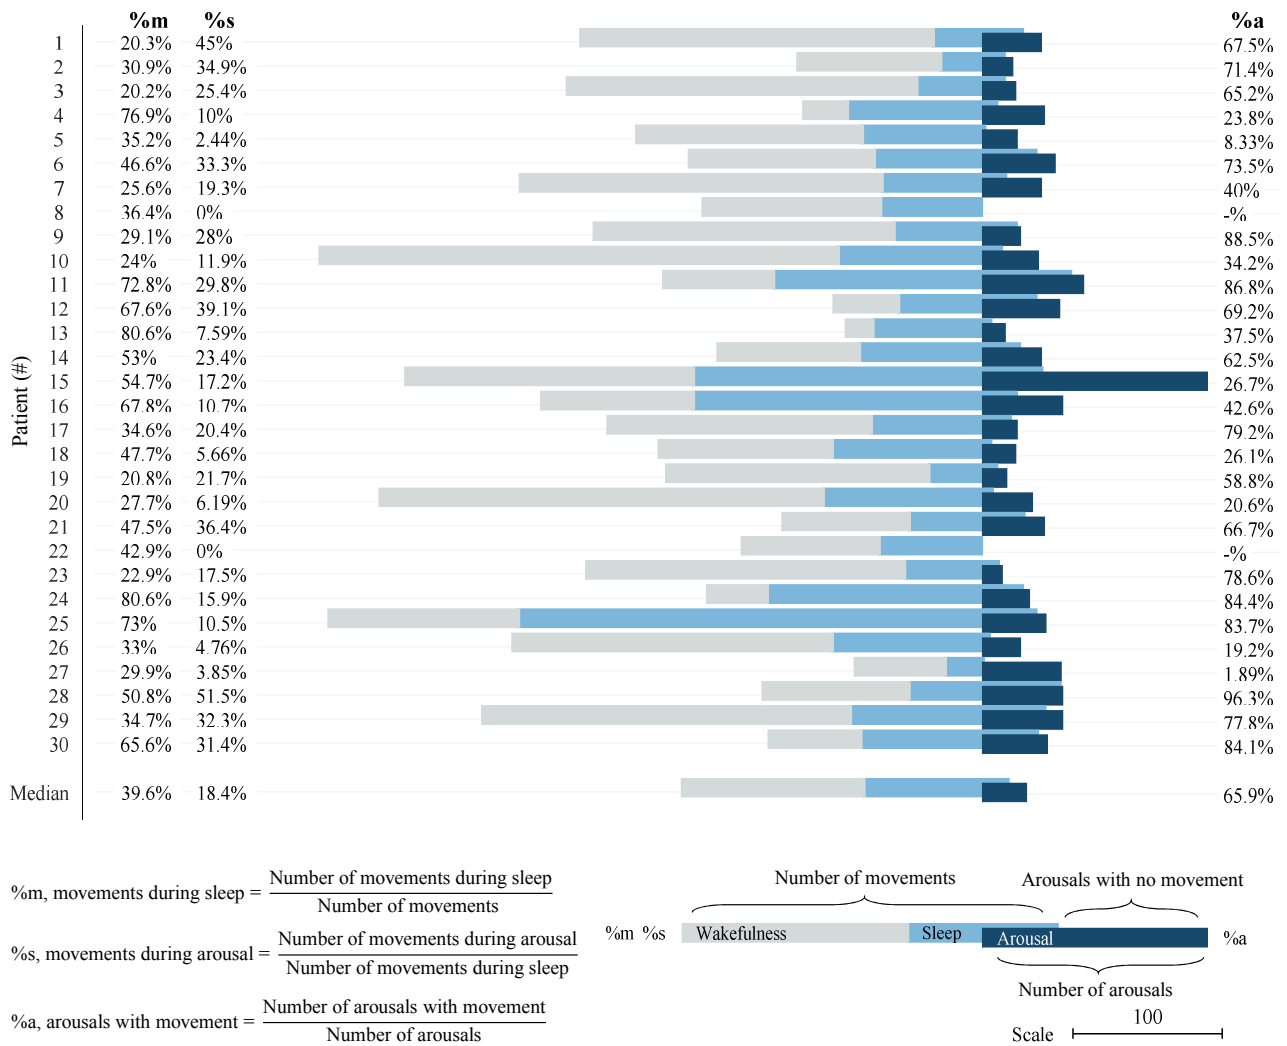 %m %s %a
1 20.3% 45% 67.5%
2 30.9% 34.9% 71.4%
3 20.2% 25.4% 65.2%
4 76.9% 10% 23.8%
5 35.2% 2.44% 8.33%
6 46.6% 33.3% 73.5%
7 25.6% 19.3% 40%
8 36.4% 0% -%
9 29.1% 28% 88.5%
10 24% 11.9% 34.2%
11 72.8% 29.8% 86.8%
12 67.6% 39.1% 69.2%
13 80.6% 7.59% 37.5%
14 53% 23.4% 62.5%
15 54.7% 17.2% 26.7%
16 67.8% 10.7% 42.6%
17 34.6% 20.4% 79.2%
18 47.7% 5.66% 26.1%
19 20.8% 21.7% 58.8%
20 27.7% 6.19% 20.6%
21 47.5% 36.4% 66.7%
22 42.9% 0% -%
23 22.9% 17.5% 78.6%
24 80.6% 15.9% 84.4%
25 73% 10.5% 83.7%
26 33% 4.76% 19.2%
27 29.9% 3.85% 1.89%
28 50.8% 51.5% 96.3%
29 34.7% 32.3% 77.8%
30 65.6% 31.4% 84.1%
Median 39.6% 18.4% 65.9%
Patient (#)
%m, movements during sleep = Number of movements during sleep
Number of movements
%s, movements during arousal = Number of movements during arousal
Number of movements during sleep
%a, arousals with movement = Number of arousals with movement
Number of arousals
Number of movements
Arousals with no movement
%m %s Wakefulness Sleep Arousal %a
Number of arousals
Scale 100